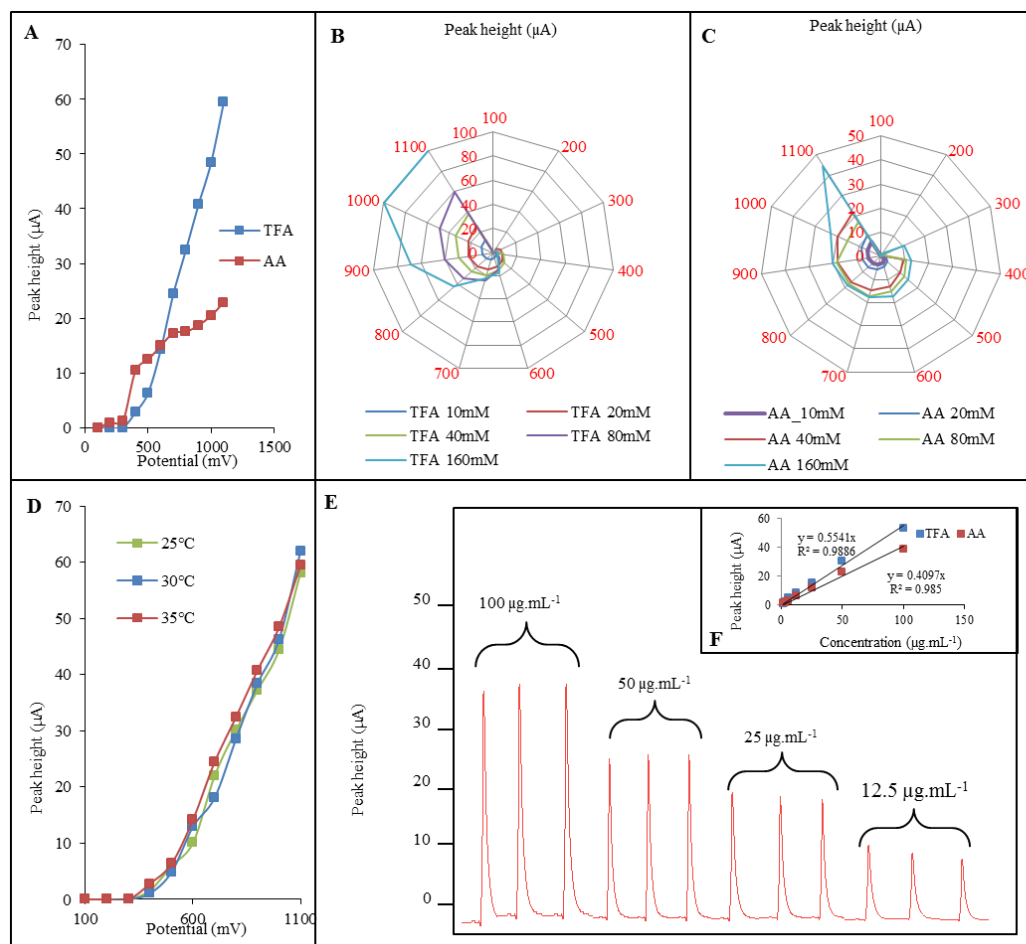 A
70
60
50
40
30
20
10
0
Peak height (µA)
TFA
AA
0
500
1000
1500
Potential (mV)
B
Peak height (µA)
100
200
300
400
500
600
700
800
900
1000
1100
100
80
60
40
20
0
TFA 10mM
TFA 20mM
TFA 40mM
TFA 80mM
TFA 160mM
C
Peak height (µA)
100
200
300
400
500
600
700
800
900
1000
1100
50
40
30
20
10
0
AA_10mM
AA 20mM
AA 40mM
AA 80mM
AA 160mM
D
70
60
50
40
30
20
10
0
Peak height (µA)
25°C
30°C
35°C
100
600
1100
Potential (mV)
E
50
40
30
20
10
0
Peak height (µA)
100 µg.mL⁻¹
50 µg.mL⁻¹
25 µg.mL⁻¹
12.5 µg.mL⁻¹
F
60
40
20
0
Peak height (µA)
y = 0.5541x
R² = 0.9886
TFA
AA
y = 0.4097x
R² = 0.985
0
50
100
150
Concentration (µg.mL⁻¹)